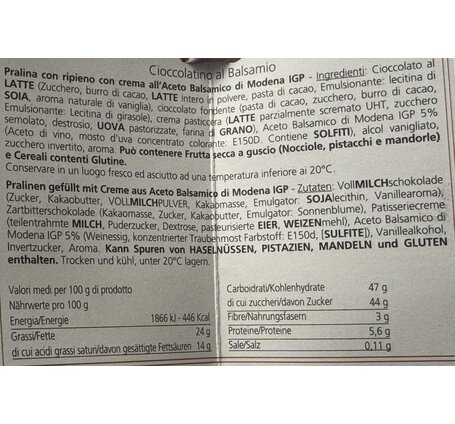 Cioccolatino al Balsamio
Pralina con ripieno con crema all'Aceto Balsamico di Modena IGP - Ingredienti: Cioccolato al
LATTE (Zucchero, burro di cacao, LATTE intero in polvere, pasta di cacao, Emulsionante: lecitina di
SOIA, aroma naturale di vaniglia), cioccolato fondente (pasta di cacao, zucchero, burro di cacao,
Emulsionante: Lecitina di girasole), crema pasticcera (LATTE parzialmente scremato UHT, zucchero
semolato, destrosio, UOVA pastorizzate, farina di GRANO), Aceto Balsamico di Modena IGP 5%
(Aceto di vino, mosto d'uva concentrato colorante: E150D. Contiene SOLFITI), alcol vanigliato,
zucchero invertito, aromo. Può contenere Frutta secca a guscio (Nocciole, pistacchi e mandorle)
e Cereali contenti Glutine.
Conservare in un luogo fresco ed asciutto ad una temperatura inferiore ai 20°C.
Pralinen gefüllt mit Creme aus Aceto Balsamico di Modena IGP - Zutaten: VollMILCHschokolade
(Zucker, Kakaobutter, VOLLMILCHPULVER, Kakaomasse, Emulgator: SOJAlecithin, Vanillearoma),
Zartbitterschokolade (Kakaomasse, Zucker, Kakaobutter, Emulgator: Sonnenblume), Patisseriecreme
(teilentrahmte MILCH, Puderzucker, Dextrose, pasteurisierte EIER, WEIZENmehl), Aceto Balsamico di
Modena IGP 5% (Weinessig, konzentrierter Traubenmost Farbstoff: E150d, [SULFITE]), Vanillealkohol,
Invertzucker, Aroma. Kann Spuren von HASELNÜSSEN, PISTAZIEN, MANDELN und GLUTEN
enthalten. Trocken und kühl, unter 20°C lagern.
Valori medi per 100 g di prodotto
Nährwerte pro 100 g
Energia/Energie 1866 kJ - 446 Kcal
Grassi/Fette 24 g
di cui acidi grassi saturi/davon gesättigte Fettsäuren 14 g
Carboidrati/Kohlenhydrate 47 g
di cui zuccheri/davon Zucker 44 g
Fibre/Nahrungsfasern 3 g
Proteine/Proteine 5,6 g
Sale/Salz 0,11 g